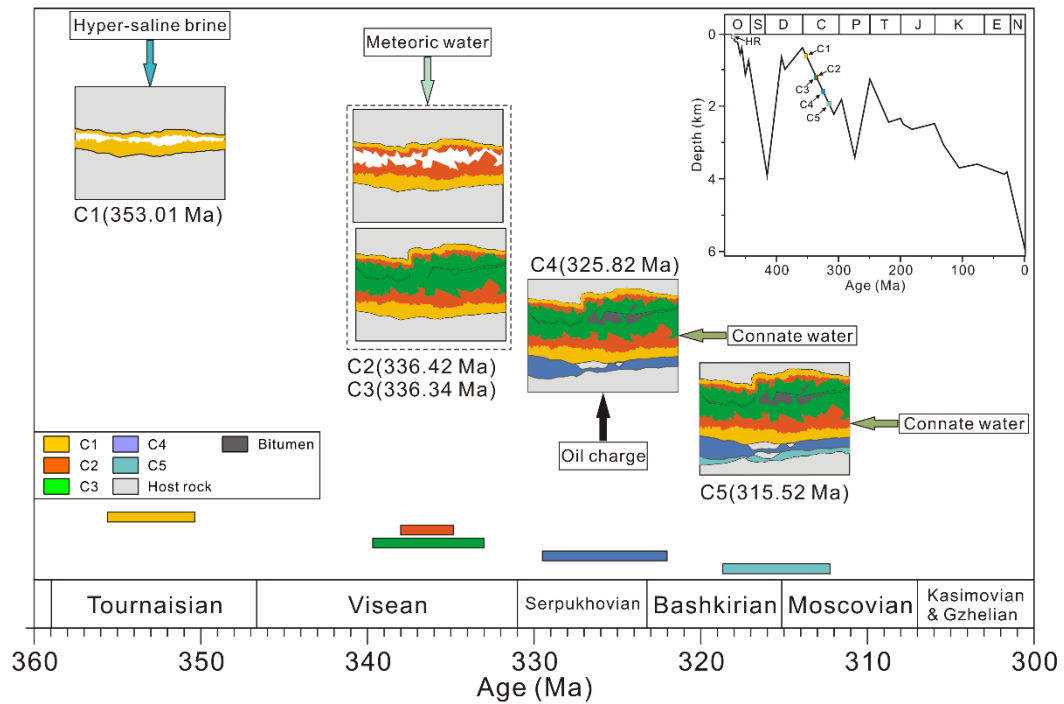 Hyper-saline brine
C1(353.01 Ma)
Meteoric water
C2(336.42 Ma)
C3(336.34 Ma)
C4(325.82 Ma)
Connate water
Oil charge
Connate water
C5(315.52 Ma)
O S D C P T J K E N
HR
C1
C2
C3
C4
C5
0
2
4
6
Depth (km)
400 300 200 100 0
Age (Ma)
C1 C4 Bitumen
C2 C5
C3 Host rock
Tournaisian Visean Serpukhovian Bashkirian Moscovian Kasimovian
& Gzhelian
360 350 340 330 320 310 300
Age (Ma)